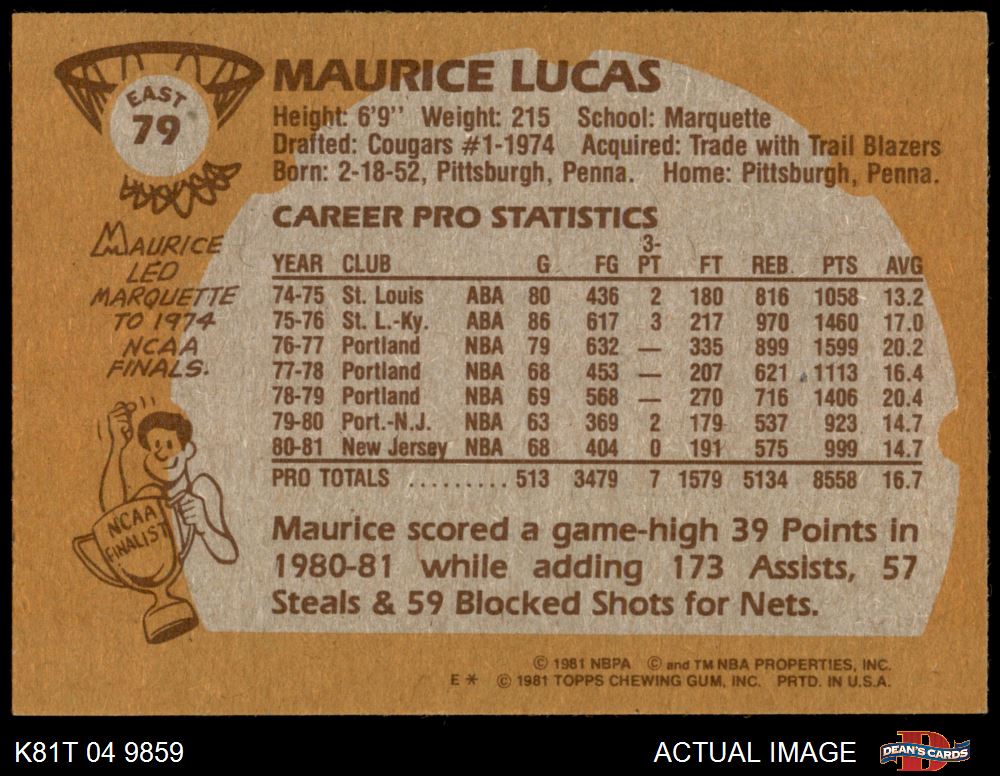 EAST
79
MAURICE LUCAS
Height: 6'9'' Weight: 215 School: Marquette
Drafted: Cougars #1-1974 Acquired: Trade with Trail Blazers
Born: 2-18-52, Pittsburgh, Penna. Home: Pittsburgh, Penna.
MAURICE
LED
MARQUETTE
TO 1974
NCAA
FINALS.
NCAA
FINALIST
CAREER PRO STATISTICS
YEAR CLUB G FG 3-PT FT REB. PTS AVG
74-75 St. Louis ABA 80 436 2 180 816 1058 13.2
75-76 St. L.-Ky. ABA 86 617 3 217 970 1460 17.0
76-77 Portland NBA 79 632 — 335 899 1599 20.2
77-78 Portland NBA 68 453 — 207 621 1113 16.4
78-79 Portland NBA 69 568 — 270 716 1406 20.4
79-80 Port.-N.J. NBA 63 369 2 179 537 923 14.7
80-81 New Jersey NBA 68 404 0 191 575 999 14.7
PRO TOTALS ......... 513 3479 7 1579 5134 8558 16.7
Maurice scored a game-high 39 Points in
1980-81 while adding 173 Assists, 57
Steals & 59 Blocked Shots for Nets.
© 1981 NBPA © and TM NBA PROPERTIES, INC.
E * © 1981 TOPPS CHEWING GUM, INC. PRTD. IN U.S.A.
K81T 04 9859 ACTUAL IMAGE DEAN'S CARDS